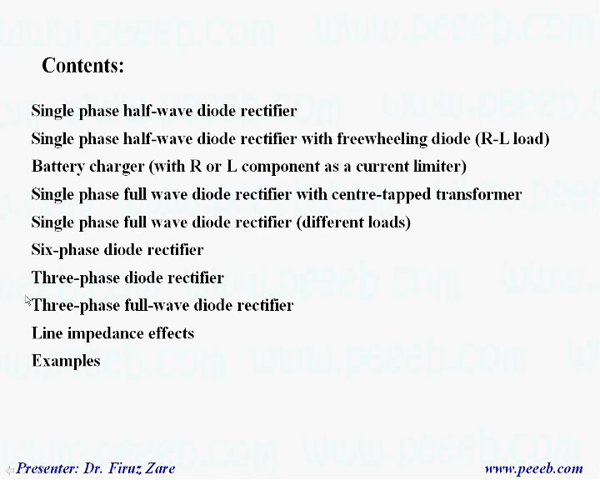 Contents:
Single phase half-wave diode rectifier
Single phase half-wave diode rectifier with freewheeling diode (R-L load)
Battery charger (with R or L component as a current limiter)
Single phase full wave diode rectifier with centre-tapped transformer
Single phase full wave diode rectifier (different loads)
Six-phase diode rectifier
Three-phase diode rectifier
Three-phase full-wave diode rectifier
Line impedance effects
Examples
Presenter: Dr. Firuz Zare
www.peeeb.com